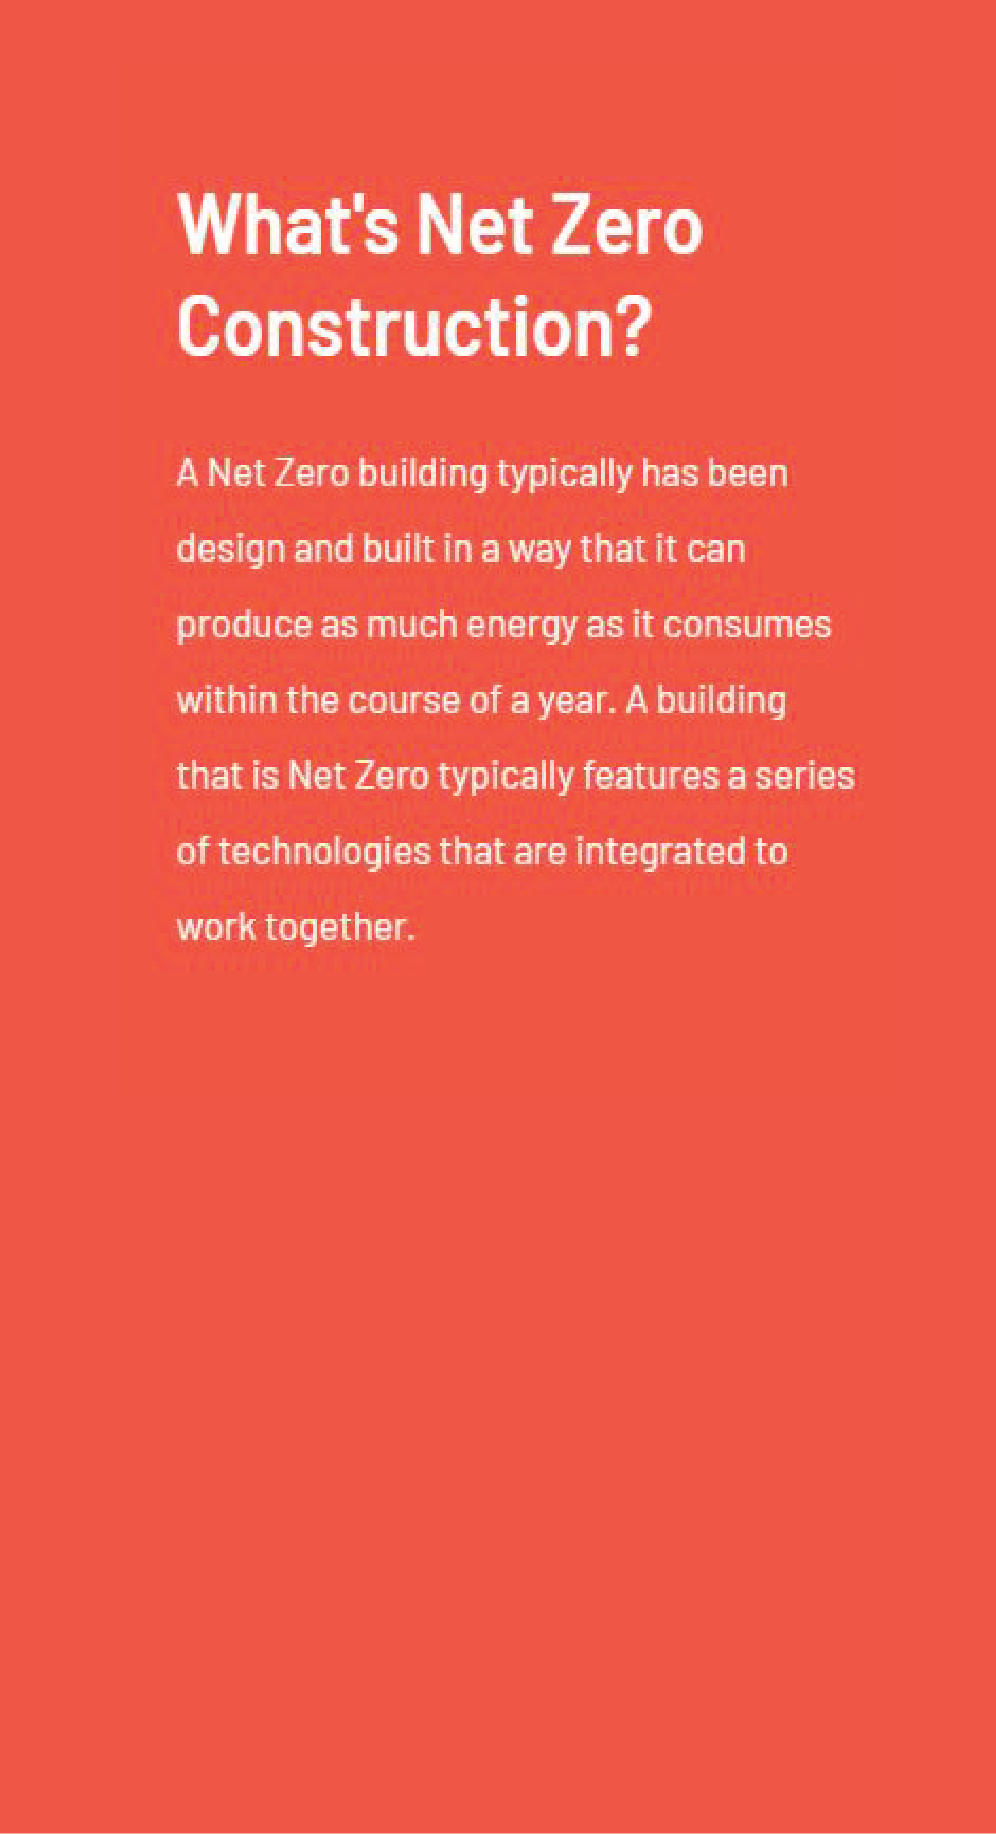 What's Net Zero
Construction?
A Net Zero building typically has been
design and built in a way that it can
produce as much energy as it consumes
within the course of a year. A building
that is Net Zero typically features a series
of technologies that are integrated to
work together.